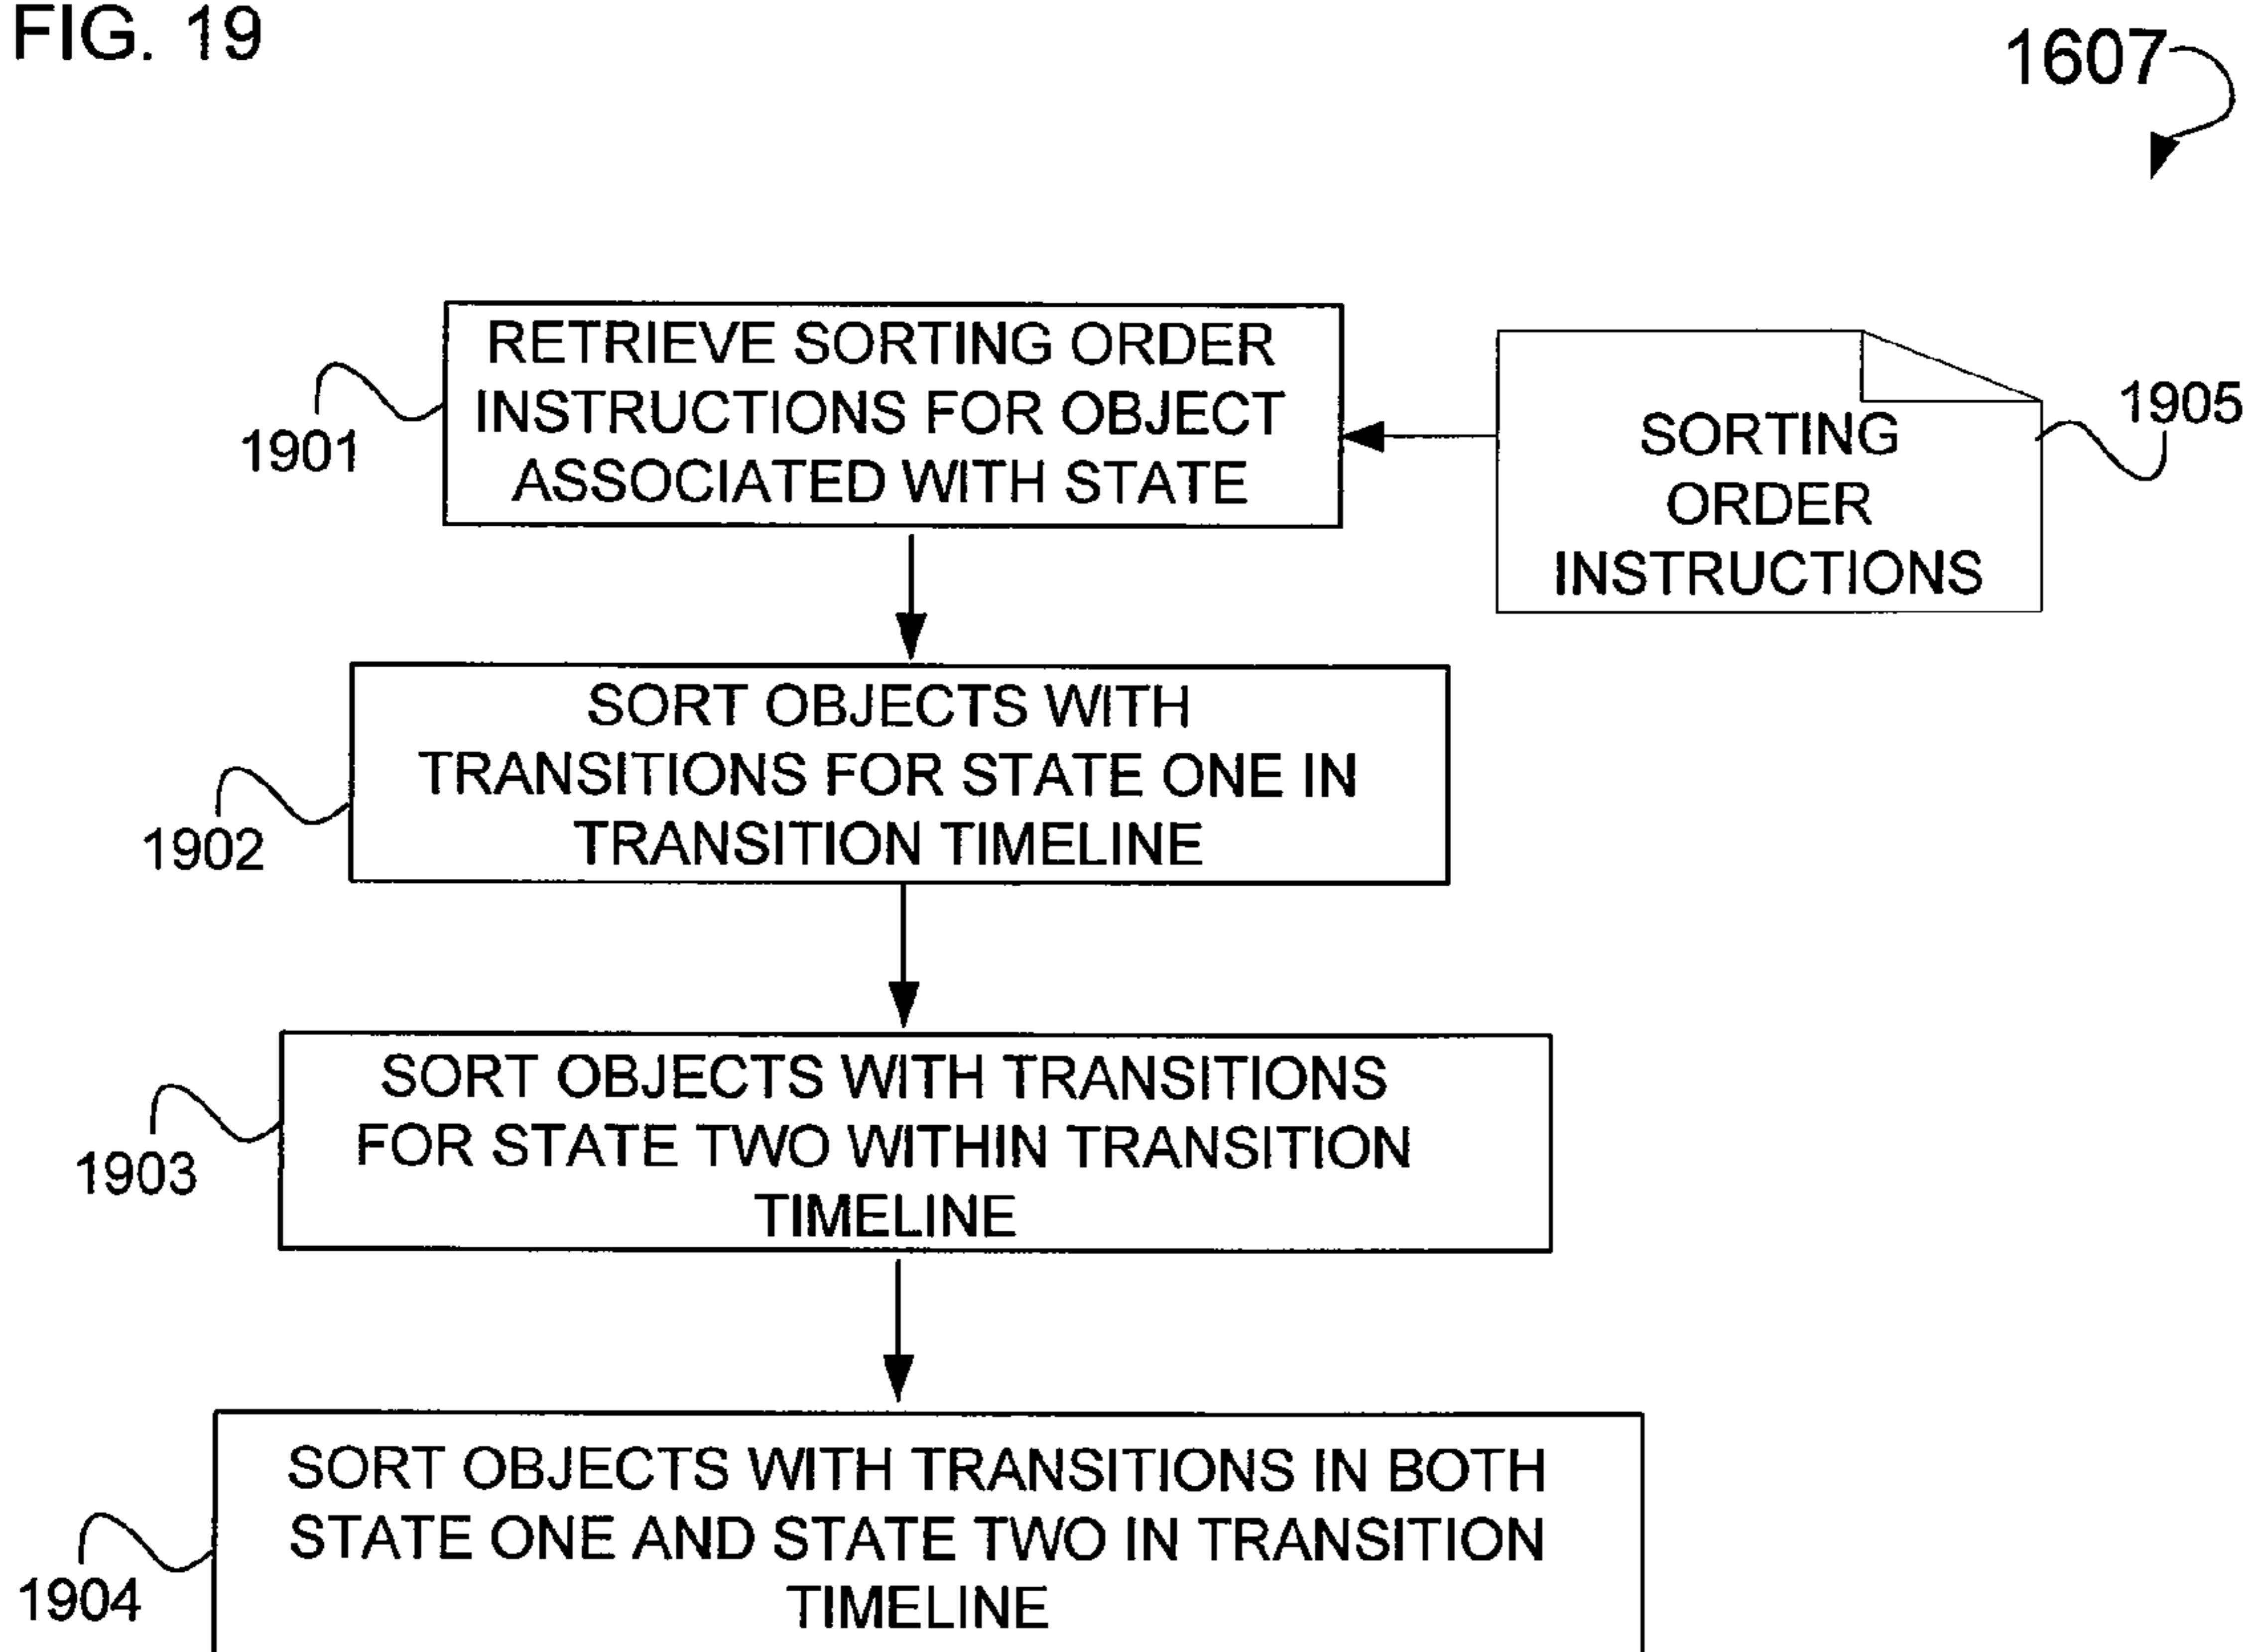 FIG. 19
1607
RETRIEVE SORTING ORDER
INSTRUCTIONS FOR OBJECT
ASSOCIATED WITH STATE
1901
SORTING
ORDER
INSTRUCTIONS
1905
SORT OBJECTS WITH
TRANSITIONS FOR STATE ONE IN
TRANSITION TIMELINE
1902
SORT OBJECTS WITH TRANSITIONS
FOR STATE TWO WITHIN TRANSITION
TIMELINE
1903
SORT OBJECTS WITH TRANSITIONS IN BOTH
STATE ONE AND STATE TWO IN TRANSITION
TIMELINE
1904